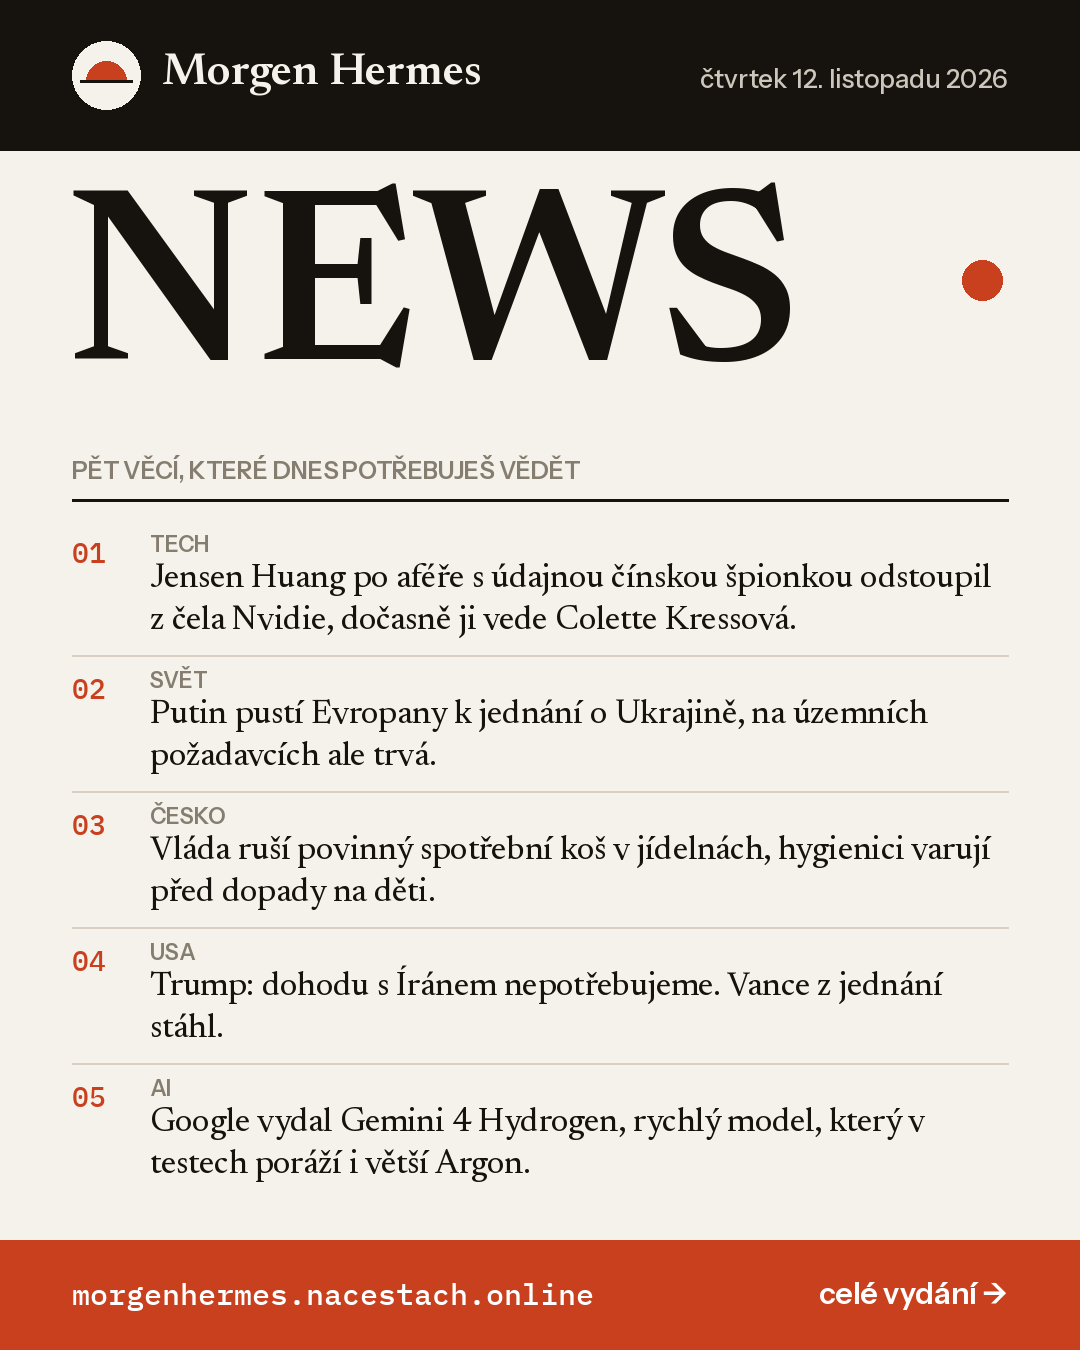 Morgen Hermes
čtvrtek 12. listopadu 2026
NEWS
PĚT VĚCÍ, KTERÉ DNES POTŘEBUJEŠ VĚDĚT
01
TECH
Jensen Huang po aféře s údajnou čínskou špionkou odstoupil
z čela Nvidie, dočasně ji vede Colette Kressová.
02
SVĚT
Putin pustí Evropany k jednání o Ukrajině, na územních
požadavcích ale trvá.
03
ČESKO
Vláda ruší povinný spotřební koš v jídelnách, hygienici varují
před dopady na děti.
04
USA
Trump: dohodu s Íránem nepotřebujeme. Vance z jednání
stáhl.
05
AI
Google vydal Gemini 4 Hydrogen, rychlý model, který v
testech poráží i větší Argon.
morgenhermes.nacestach.online
celé vydání →